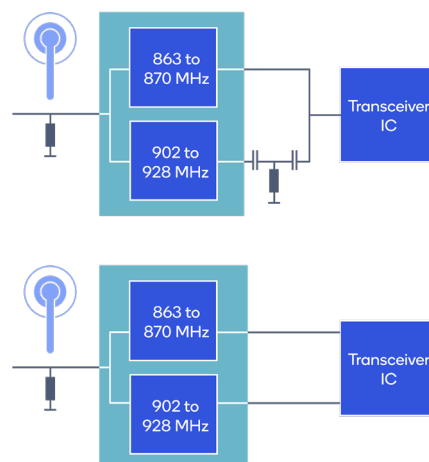 863 to
870 MHz
Transceiver
IC
902 to
928 MHz
863 to
870 MHz
Transceiver
IC
902 to
928 MHz